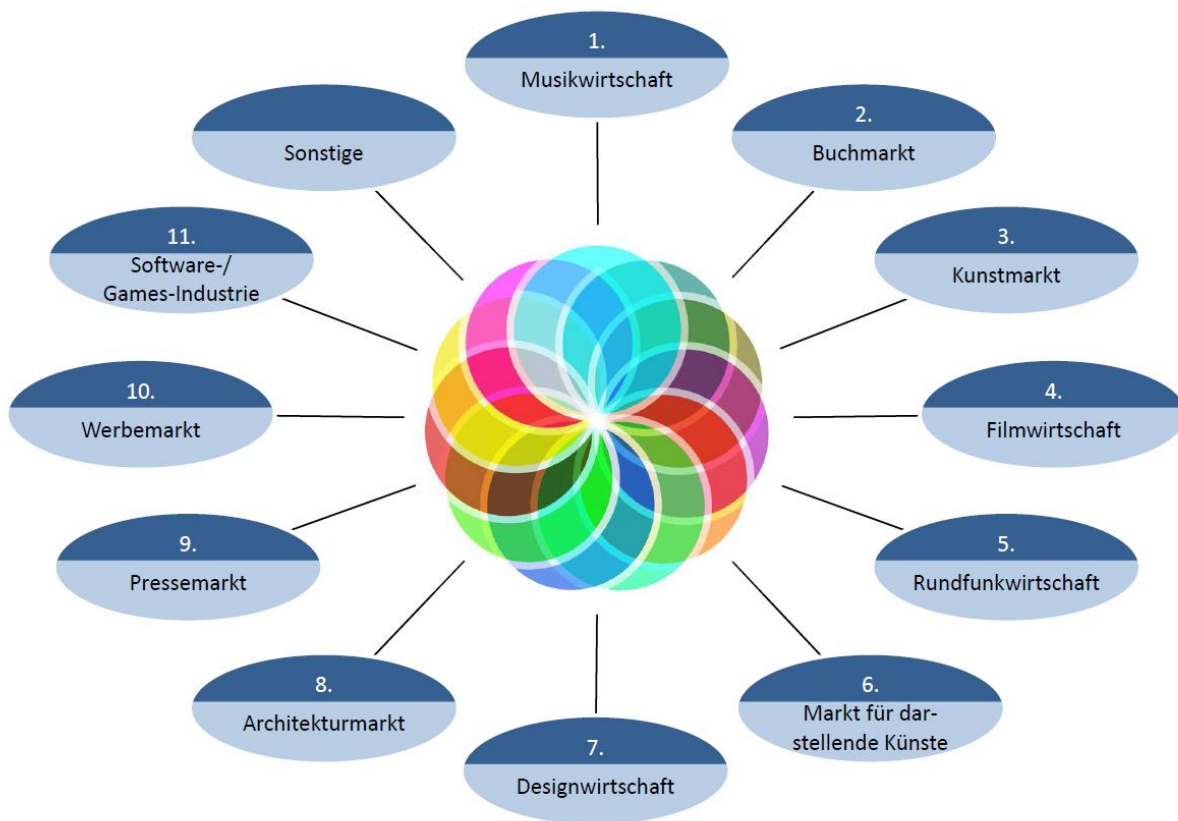 1.
Musikwirtschaft
2.
Buchmarkt
3.
Kunstmarkt
4.
Filmwirtschaft
5.
Rundfunkwirtschaft
6.
Markt für dar-
stellende Künste
7.
Designwirtschaft
8.
Architekturmarkt
9.
Pressemarkt
10.
Werbemarkt
11.
Software-/
Games-Industrie
Sonstige